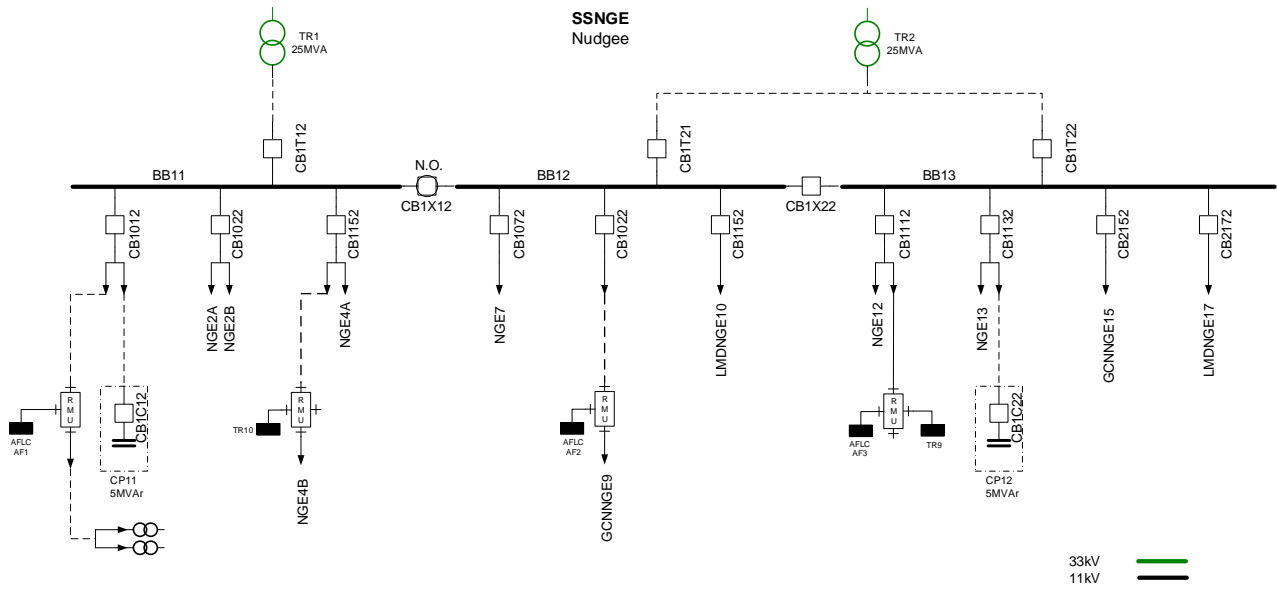 SSNGE
Nudgee
TR1
25MVA
TR2
25MVA
CB1T12
CB1T21
CB1T22
BB11
N.O.
CB1X12
BB12
CB1X22
BB13
CB1012
CB1022
CB1152
CB1072
CB1022
CB1152
CB1112
CB1132
CB2152
CB2172
NGE2A
NGE2B
NGE4A
NGE7
LMDNGE10
NGE12
NGE13
GCNNGE15
LMDNGE17
RMU
AFLC
AF1
CB1C12
CP11
5MVAr
RMU
TR10
NGE4B
RMU
AFLC
AF2
GCNNGE9
RMU
AFLC
AF3
TR9
CB1C22
CP12
5MVAr
33kV
11kV